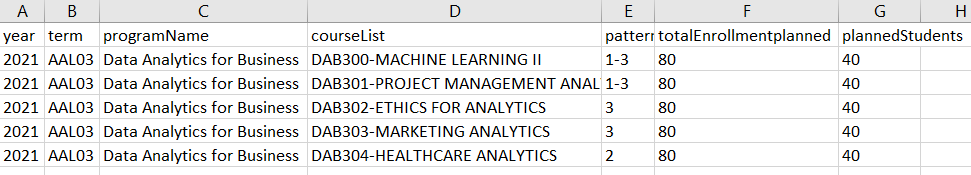 A B C D E F G H
year term programName courseList pattern totalEnrollmentplanned plannedStudents
2021 AAL03 Data Analytics for Business DAB300-MACHINE LEARNING II 1-3 80 40
2021 AAL03 Data Analytics for Business DAB301-PROJECT MANAGEMENT ANAL 1-3 80 40
2021 AAL03 Data Analytics for Business DAB302-ETHICS FOR ANALYTICS 3 80 40
2021 AAL03 Data Analytics for Business DAB303-MARKETING ANALYTICS 3 80 40
2021 AAL03 Data Analytics for Business DAB304-HEALTHCARE ANALYTICS 2 80 40